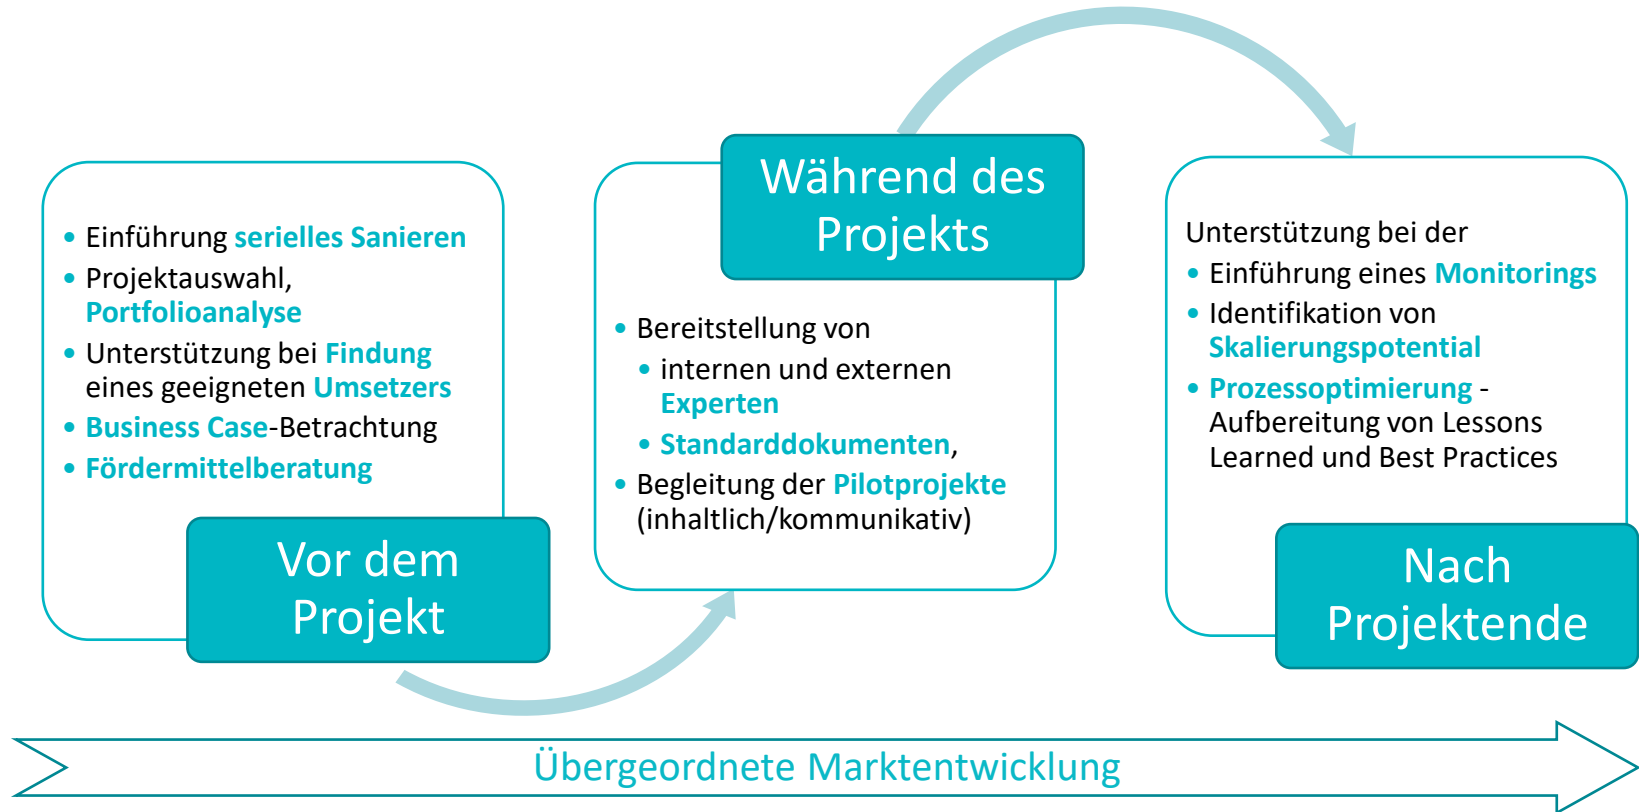 • Einführung serielles Sanieren
• Projektauswahl,
Portfolioanalyse
• Unterstützung bei Findung
eines geeigneten Umsetzers
• Business Case-Betrachtung
• Fördermittelberatung
Vor dem
Projekt
Während des
Projekts
• Bereitstellung von
• internen und externen
Experten
• Standarddokumenten,
• Begleitung der Pilotprojekte
(inhaltlich/kommunikativ)
Unterstützung bei der
• Einführung eines Monitorings
• Identifikation von
Skalierungspotential
• Prozessoptimierung -
Aufbereitung von Lessons
Learned und Best Practices
Nach
Projektende
Übergeordnete Marktentwicklung